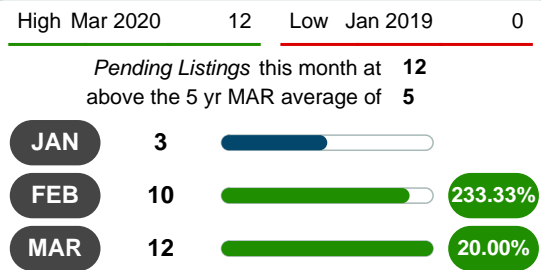 High Mar 2020 12 Low Jan 2019 0
Pending Listings this month at 12
above the 5 yr MAR average of 5
JAN 3
FEB 10 233.33%
MAR 12 20.00%